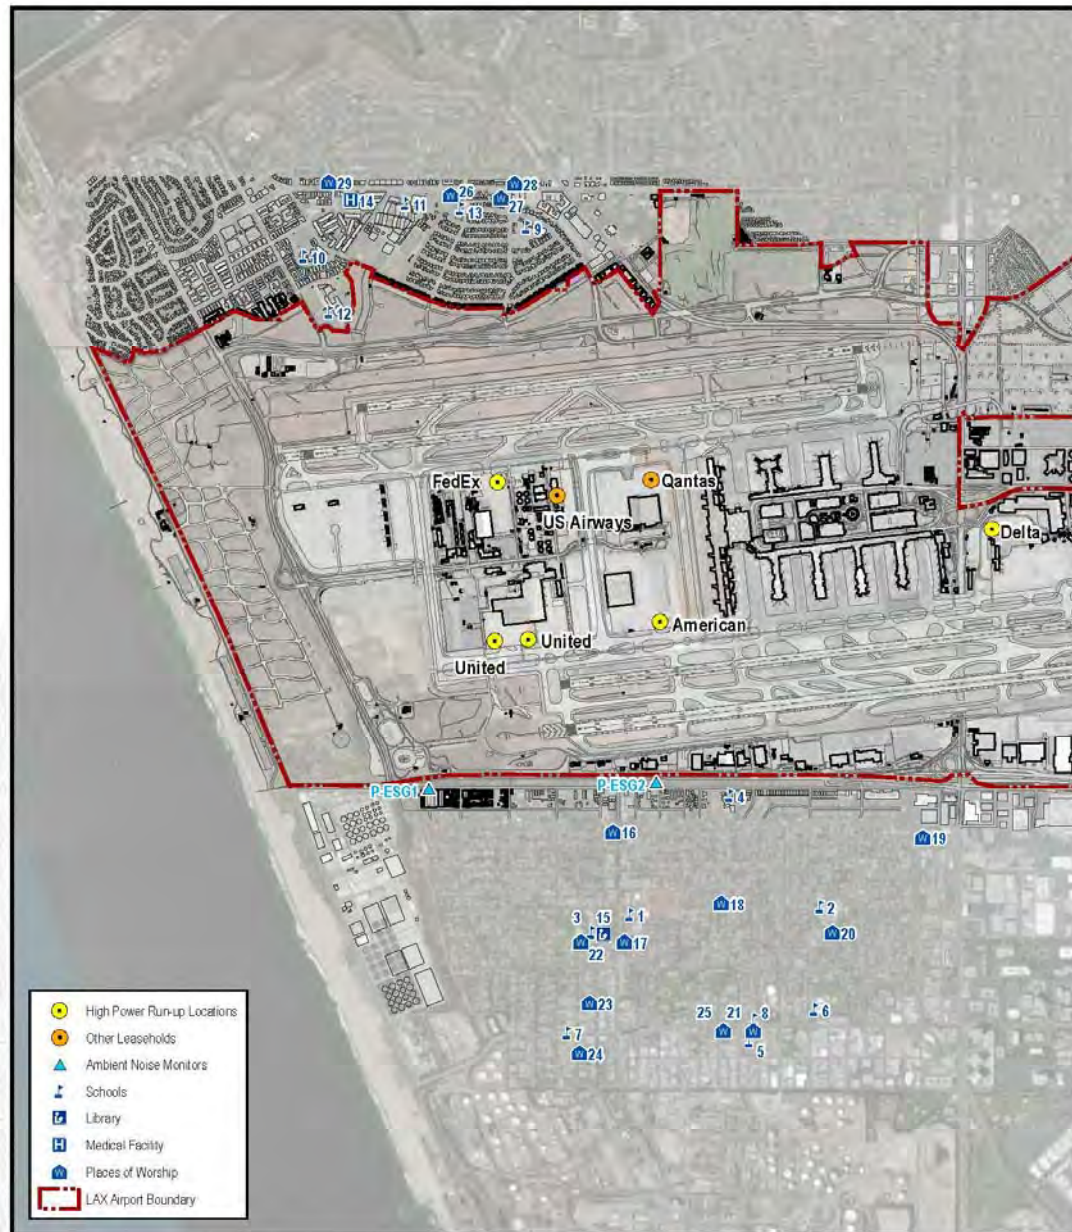 29
28
26
H 14
11
27
13
9
10
12
FedEx
Qantas
US Airways
Delta
American
United
United
P-ESG1
P-ESG2
4
W 16
W 19
W 18
2
3 15 1
W 20
W 17
22
W 23
25 21 8 6
7
W W
5
W 24
High Power Run-up Locations
Other Leaseholds
Ambient Noise Monitors
Schools
Library
H Medical Facility
W Places of Worship
LAX Airport Boundary